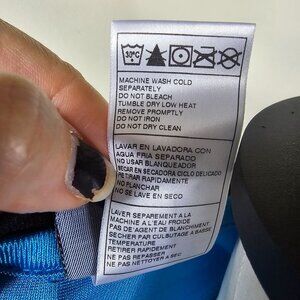 30°C
MACHINE WASH COLD
SEPARATELY
DO NOT BLEACH
TUMBLE DRY LOW HEAT
REMOVE PROMPTLY
DO NOT IRON
DO NOT DRY CLEAN
LAVAR EN LAVADORA CON
AGUA FRIA SEPARADO
NO USAR BLANQUEADOR
SECAR EN SECADORA CICLO DELICADO
RETIRAR RAPIDAMENTE
NO PLANCHAR
NO SE LAVE EN SECO
LAVER SEPAREMENT A LA
MACHINE A L'EAU FROIDE
PAS DE AGENT DE BLANCHIMENT
SECHER PAR CULBUTAGE A BASSE
TEMPERATURE
RETIRER RAPIDEMENT
NE PAS REPASSER
NE PAS NETTOYER A SEC